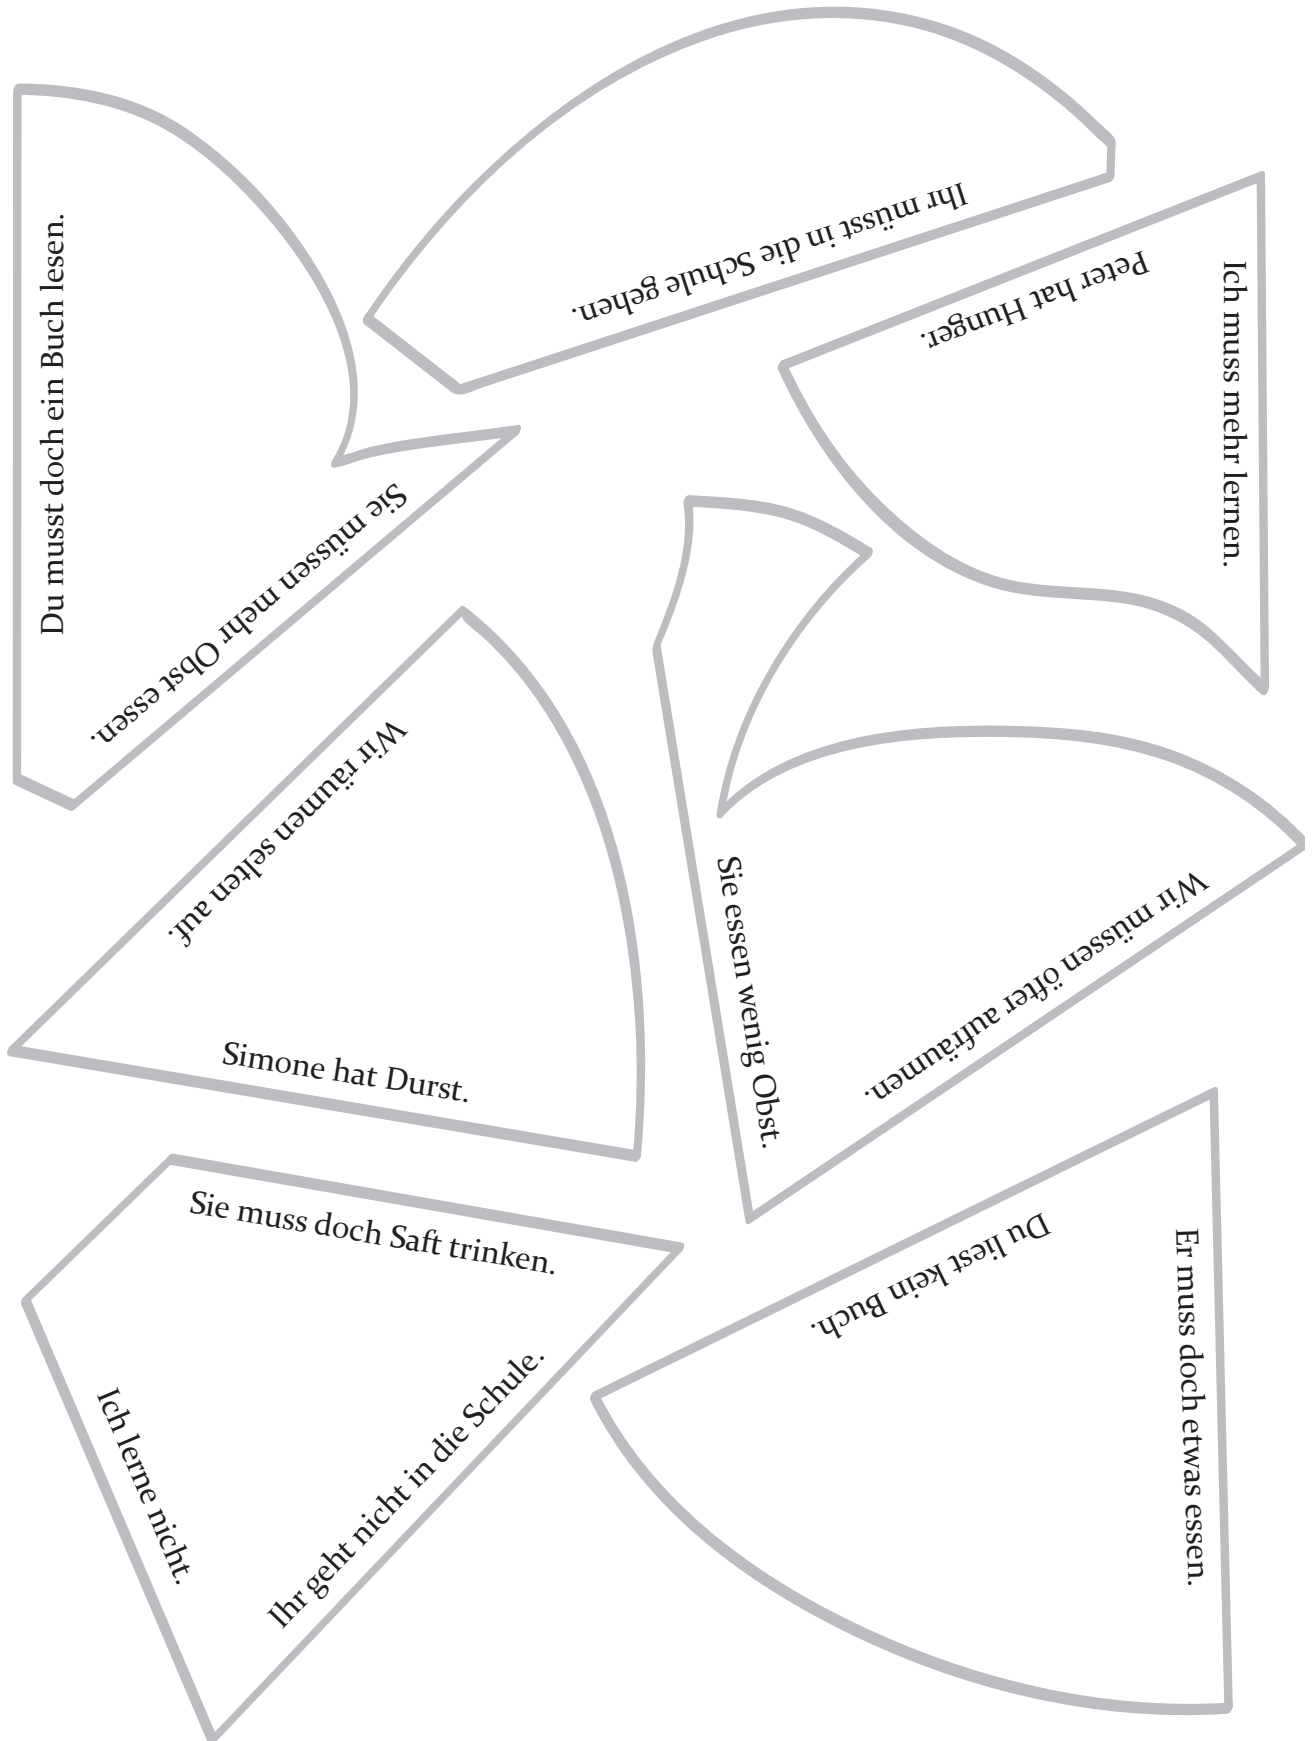 Ihr müsst in die Schule gehen.
Du musst doch ein Buch lesen.
Sie müssen mehr Obst essen.
Peter hat Hunger.
Ich muss mehr lernen.
Wir räumen selten auf.
Simone hat Durst.
Sie essen wenig Obst.
Wir müssen öfter aufräumen.
Sie muss doch Saft trinken.
Ich lerne nicht.
Ihr geht nicht in die Schule.
Du liest kein Buch.
Er muss doch etwas essen.